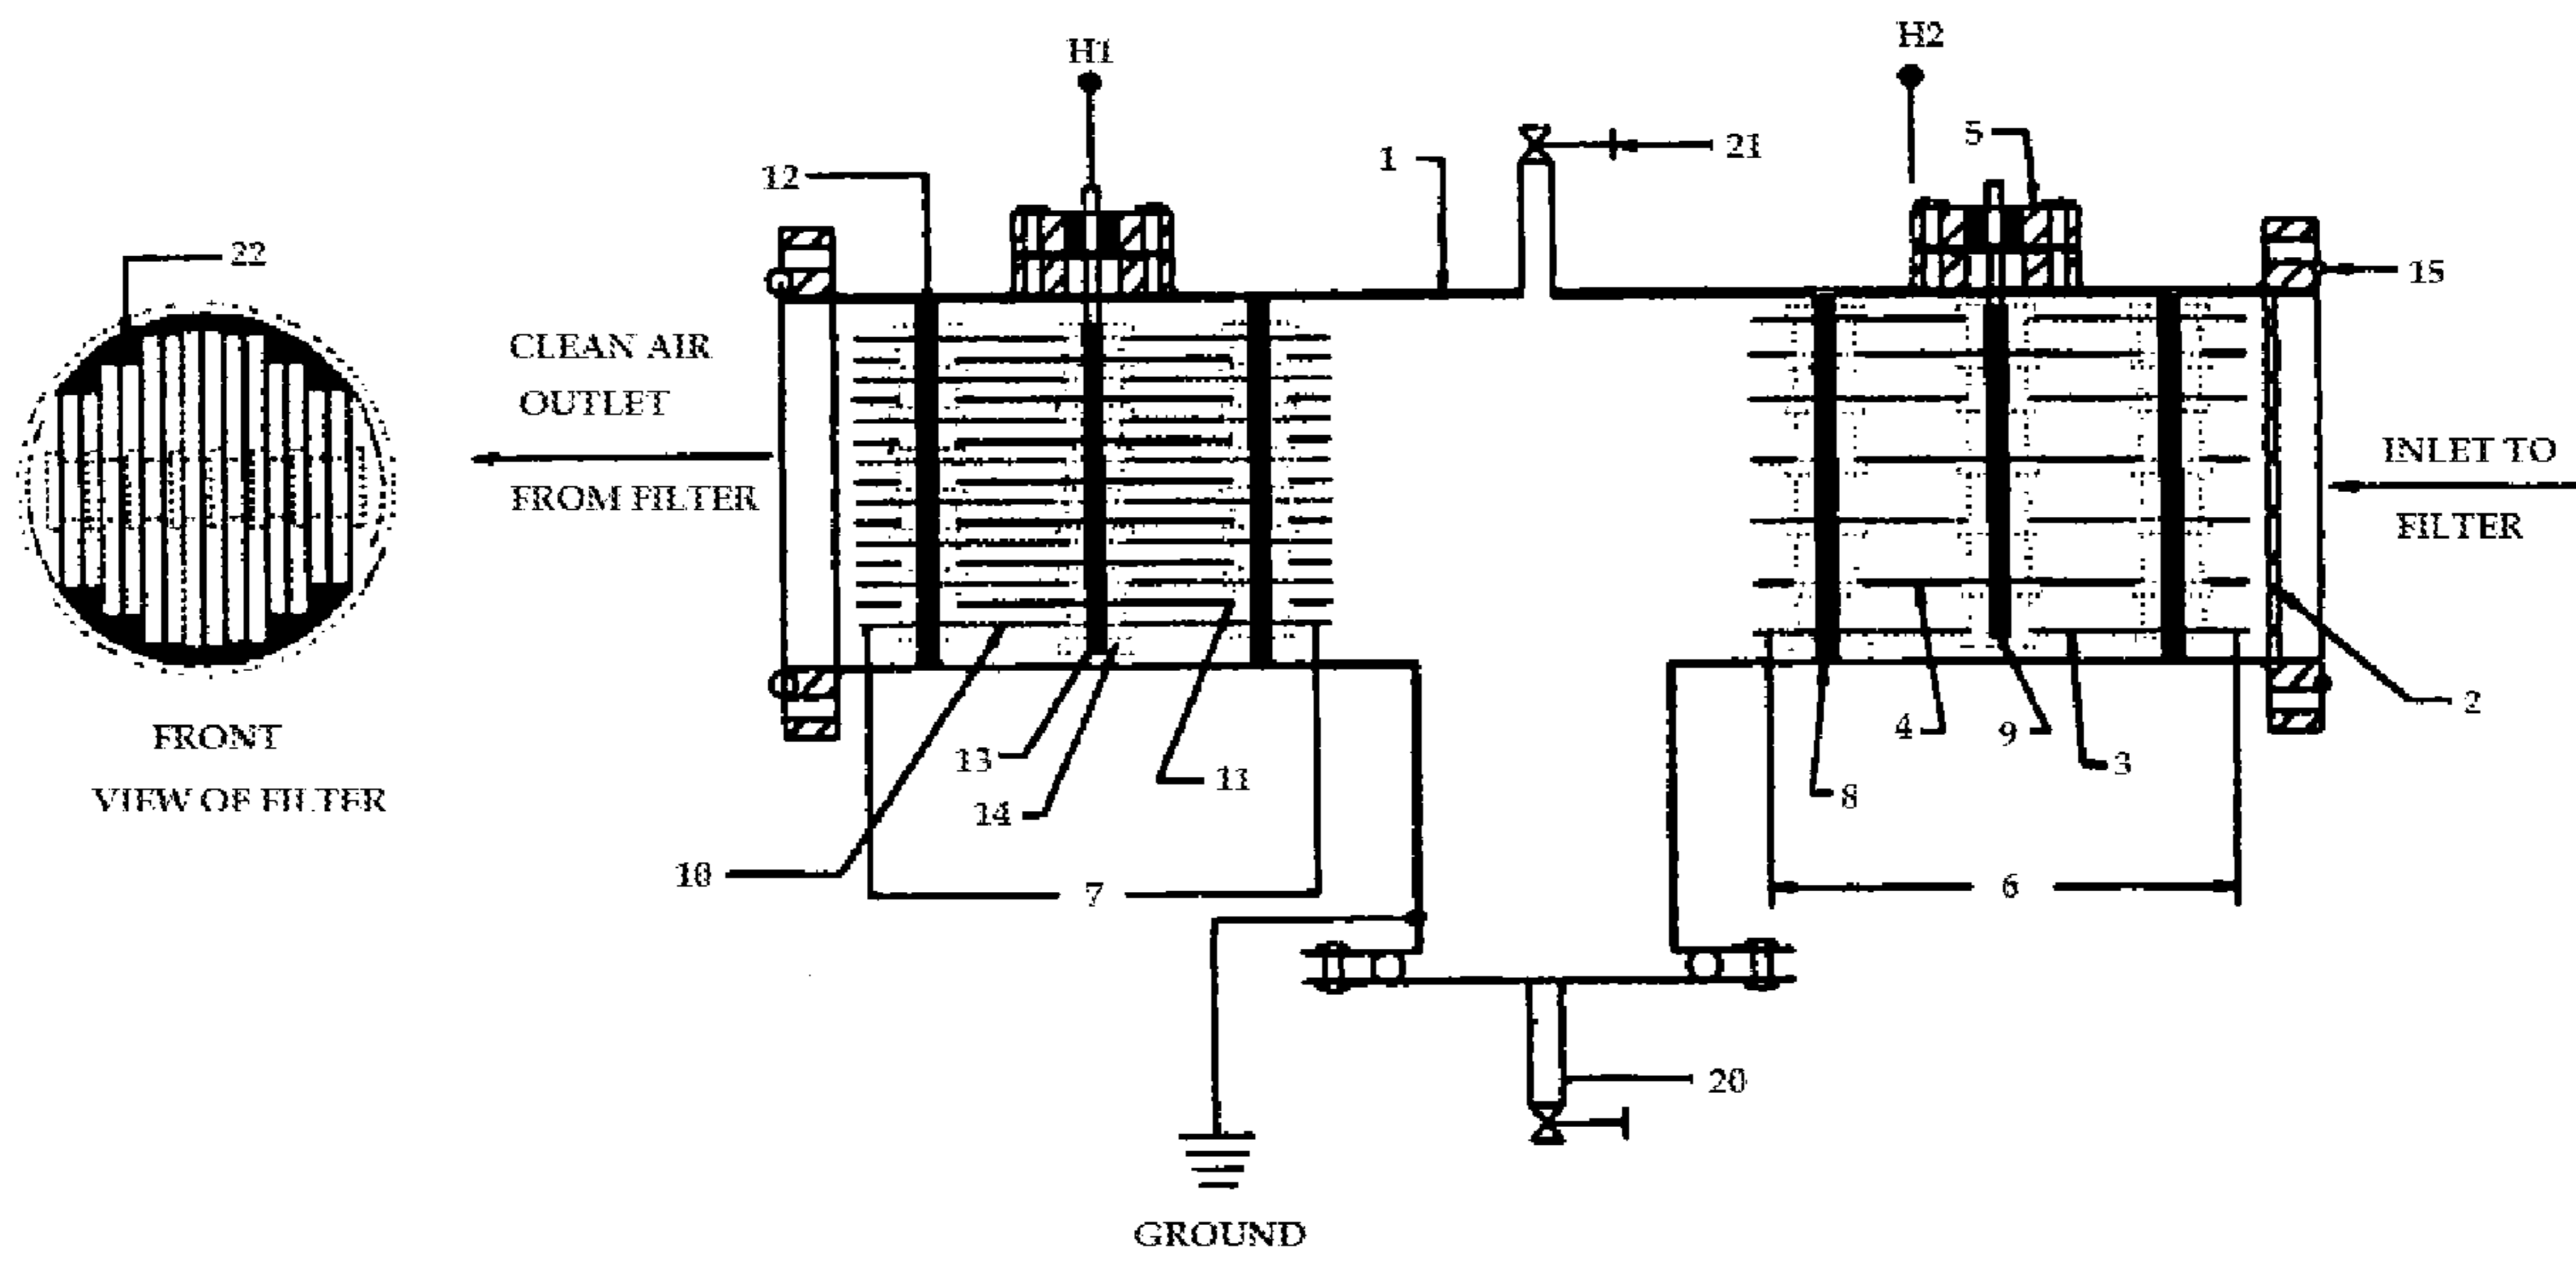 H1
H2
5
21
1
12
22
15
CLEAN AIR
OUTLET
FROM FILTER
INLET TO
FILTER
2
FRONT
VIEW OF FILTER
13
11
4
9
3
14
8
10
7
6
20
GROUND